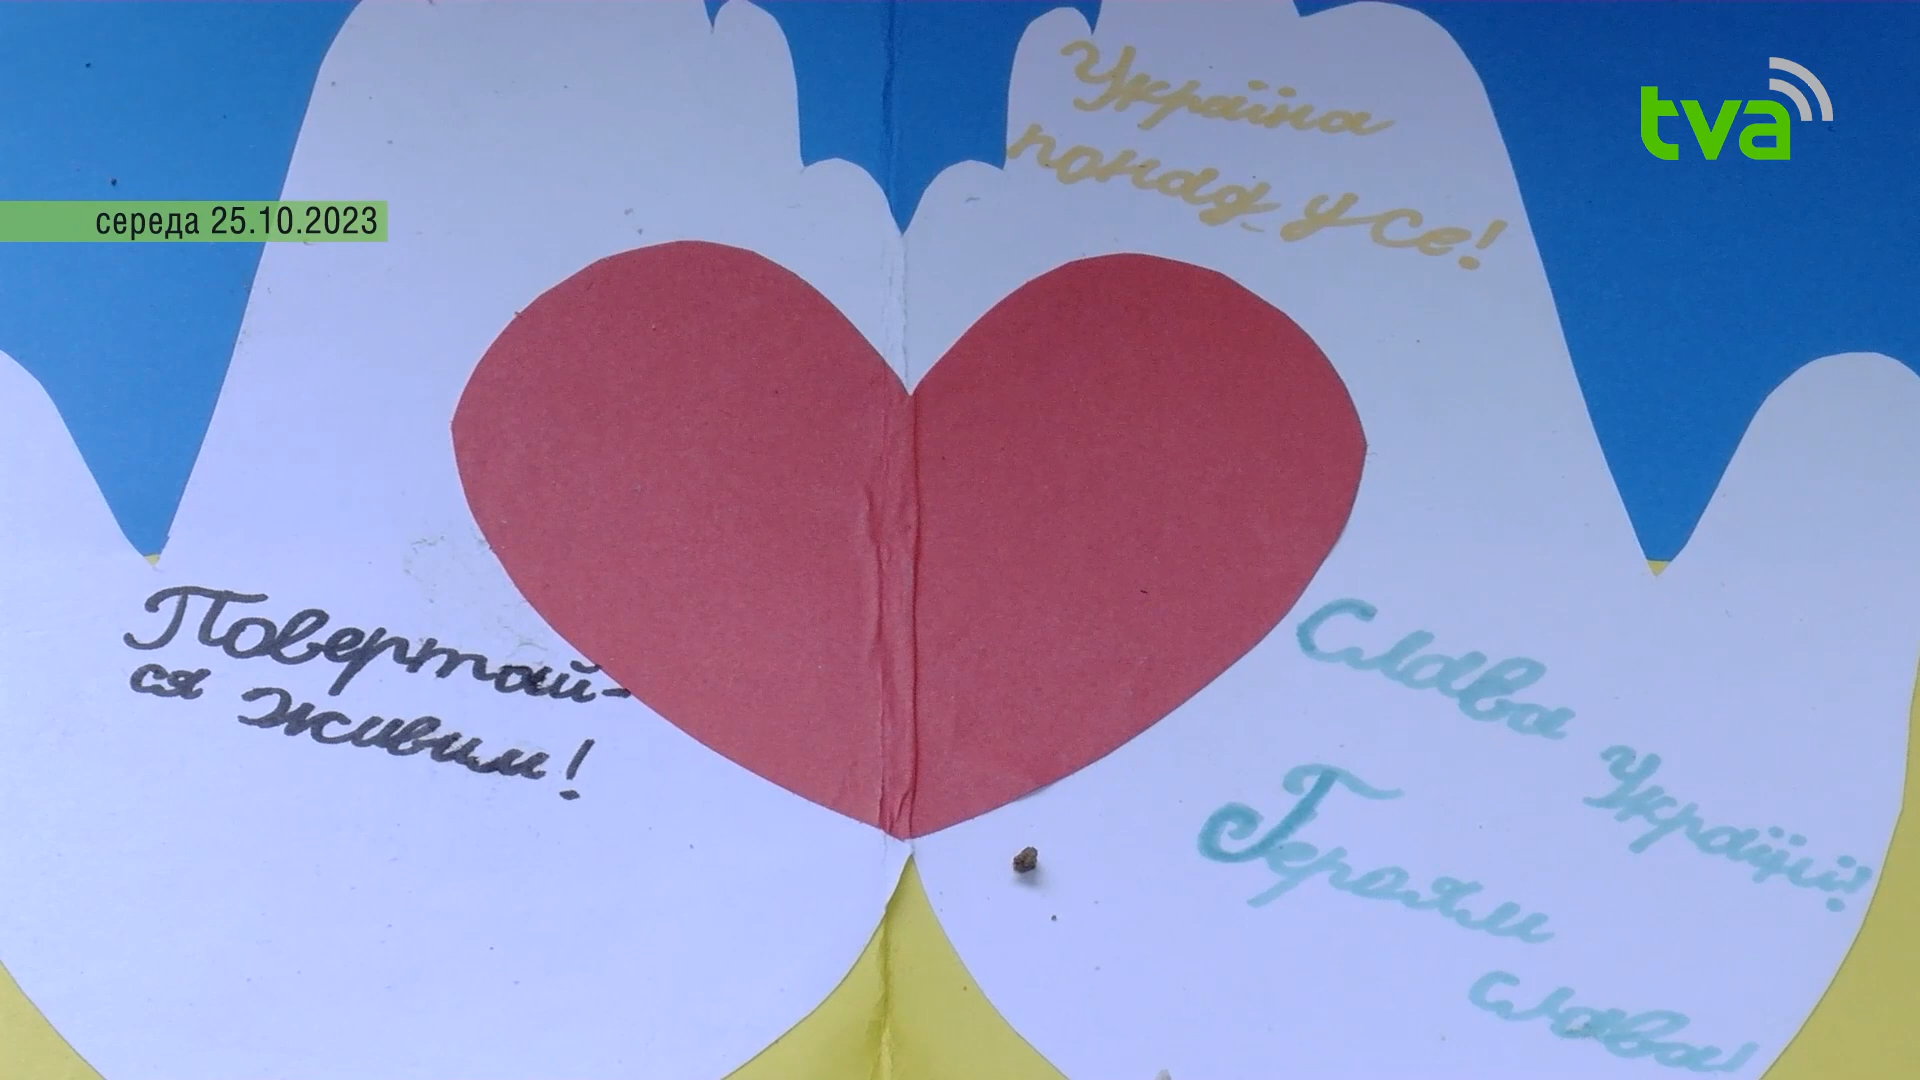 Україна
понад усе!
tva
середа 25.10.2023
Повертай-
ся живим!
Слава Україні!
Героям
слава!